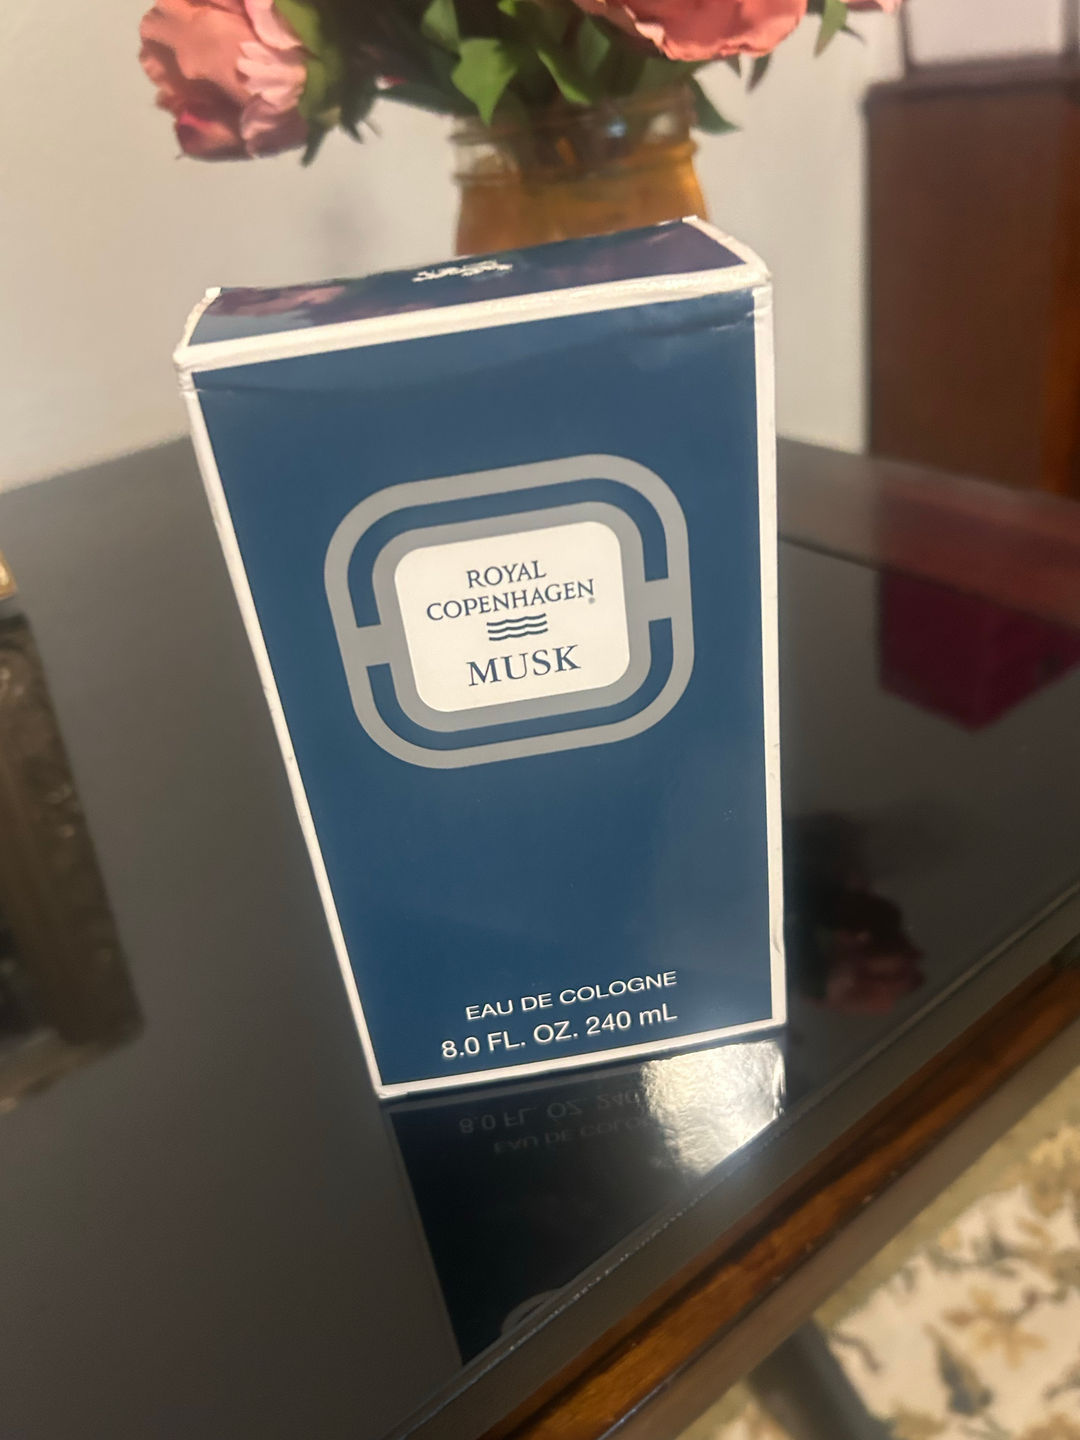 ROYAL
COPENHAGEN®
MUSK
EAU DE COLOGNE
8.0 FL. OZ. 240 mL